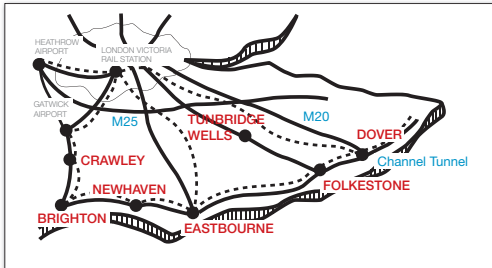 HEATHROW
AIRPORT
LONDON VICTORIA
RAIL STATION
GATWICK
AIRPORT
M25
TUNBRIDGE
WELLS
M20
DOVER
Channel Tunnel
CRAWLEY
NEWHAVEN
FOLKESTONE
BRIGHTON
EASTBOURNE